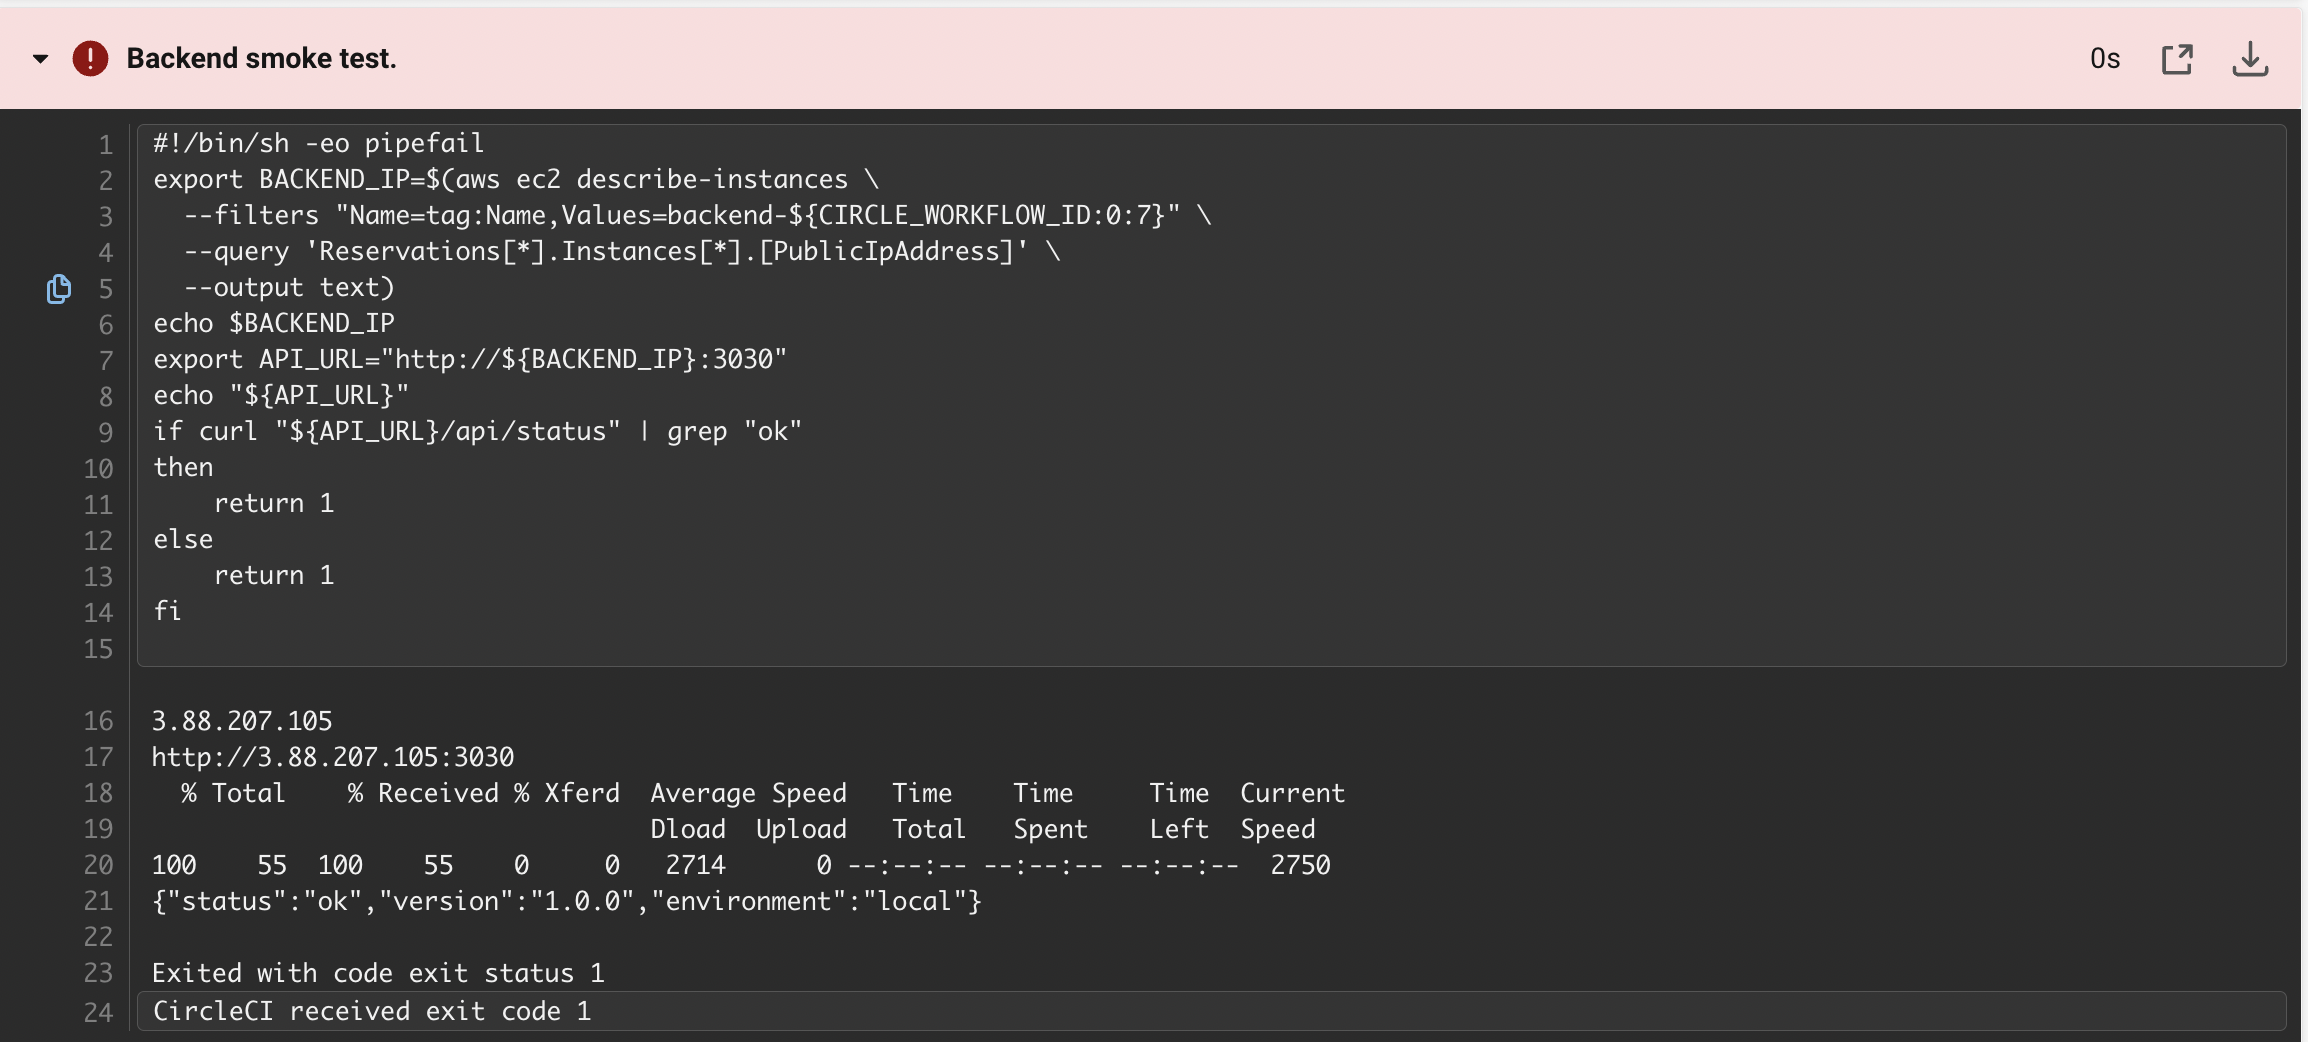 Backend smoke test.
0s
1 #!/bin/sh -eo pipefail
2 export BACKEND_IP=$(aws ec2 describe-instances \
3   --filters "Name=tag:Name,Values=backend-${CIRCLE_WORKFLOW_ID:0:7}" \
4   --query 'Reservations[*].Instances[*].[PublicIpAddress]' \
5   --output text)
6 echo $BACKEND_IP
7 export API_URL="http://${BACKEND_IP}:3030"
8 echo "${API_URL}"
9 if curl "${API_URL}/api/status" | grep "ok"
10 then
11     return 1
12 else
13     return 1
14 fi
15
16 3.88.207.105
17 http://3.88.207.105:3030
18   % Total    % Received % Xferd  Average Speed   Time    Time     Time  Current
19                                  Dload  Upload   Total   Spent    Left  Speed
20 100    55  100    55    0     0   2714      0 --:--:-- --:--:-- --:--:--  2750
21 {"status":"ok","version":"1.0.0","environment":"local"}
22
23 Exited with code exit status 1
24 CircleCI received exit code 1